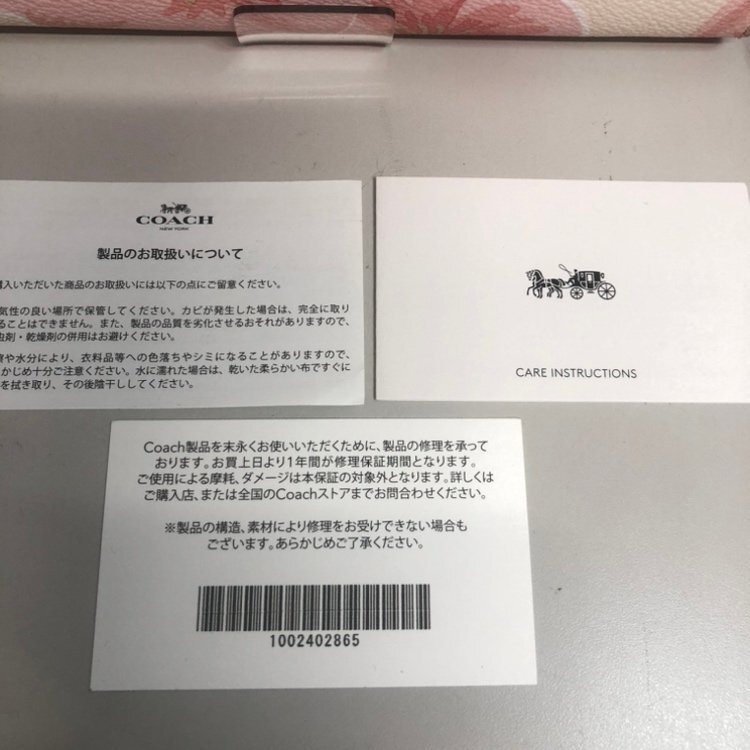 COACH
NEW YORK
製品のお取扱いについて
購入いただいた商品のお取扱いには以下の点にご留意ください。
気性の良い場所で保管してください。カビが発生した場合は、完全に取り
ることはできません。また、製品の品質を劣化させるおそれがありますので、
虫剤・乾燥剤の併用はお避けください。
や水分により、衣料品等への色落ちやシミになることがありますので、
かじめ十分ご注意ください。水に濡れた場合は、乾いた柔らかい布ですぐに
を拭き取り、その後陰干ししてください。
CARE INSTRUCTIONS
Coach製品を末永くお使いいただくために、製品の修理を承って
おります。お買上日より1年間が修理保証期間となります。
ご使用による摩耗、ダメージは本保証の対象外となります。詳しくは
ご購入店、または全国のCoachストアまでお問合わせください。
※製品の構造、素材により修理をお受けできない場合も
ございます。あらかじめご了承ください。
1002402865